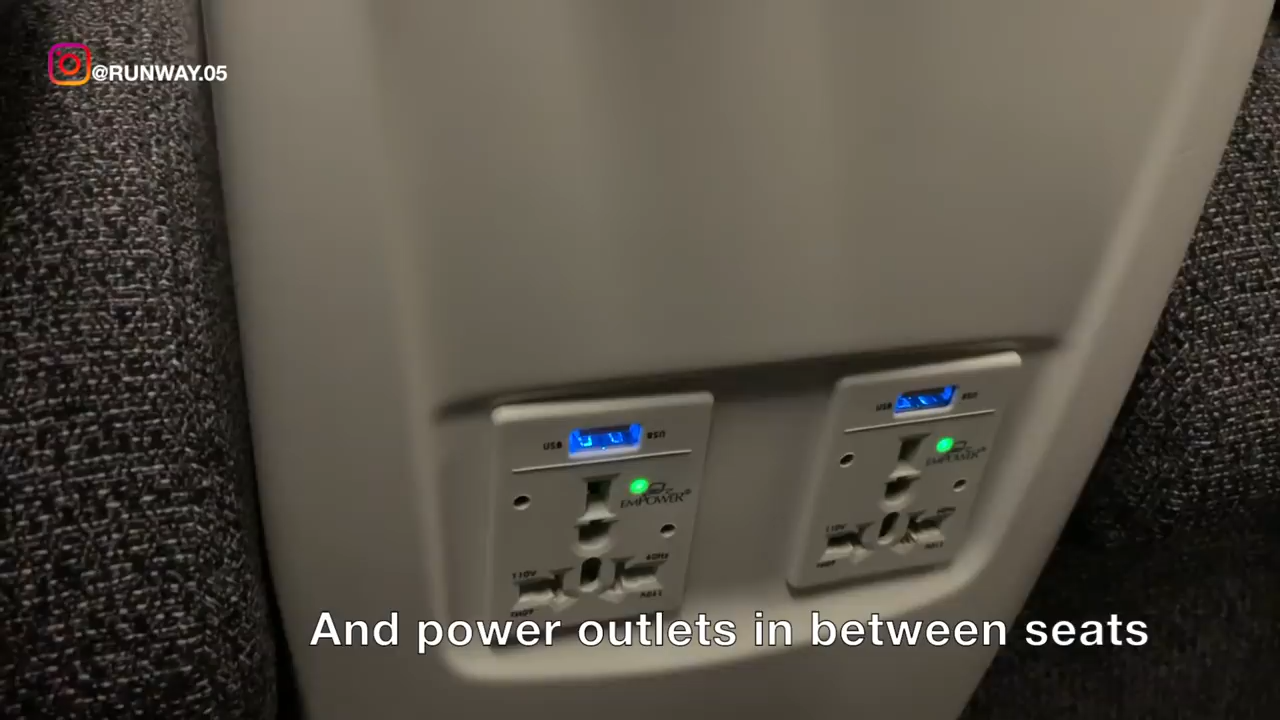 @RUNWAY.05
USB
USB
USB
USB
EMPOWER®
EMPOWER®
110V
60Hz
110V
And power outlets in between seats